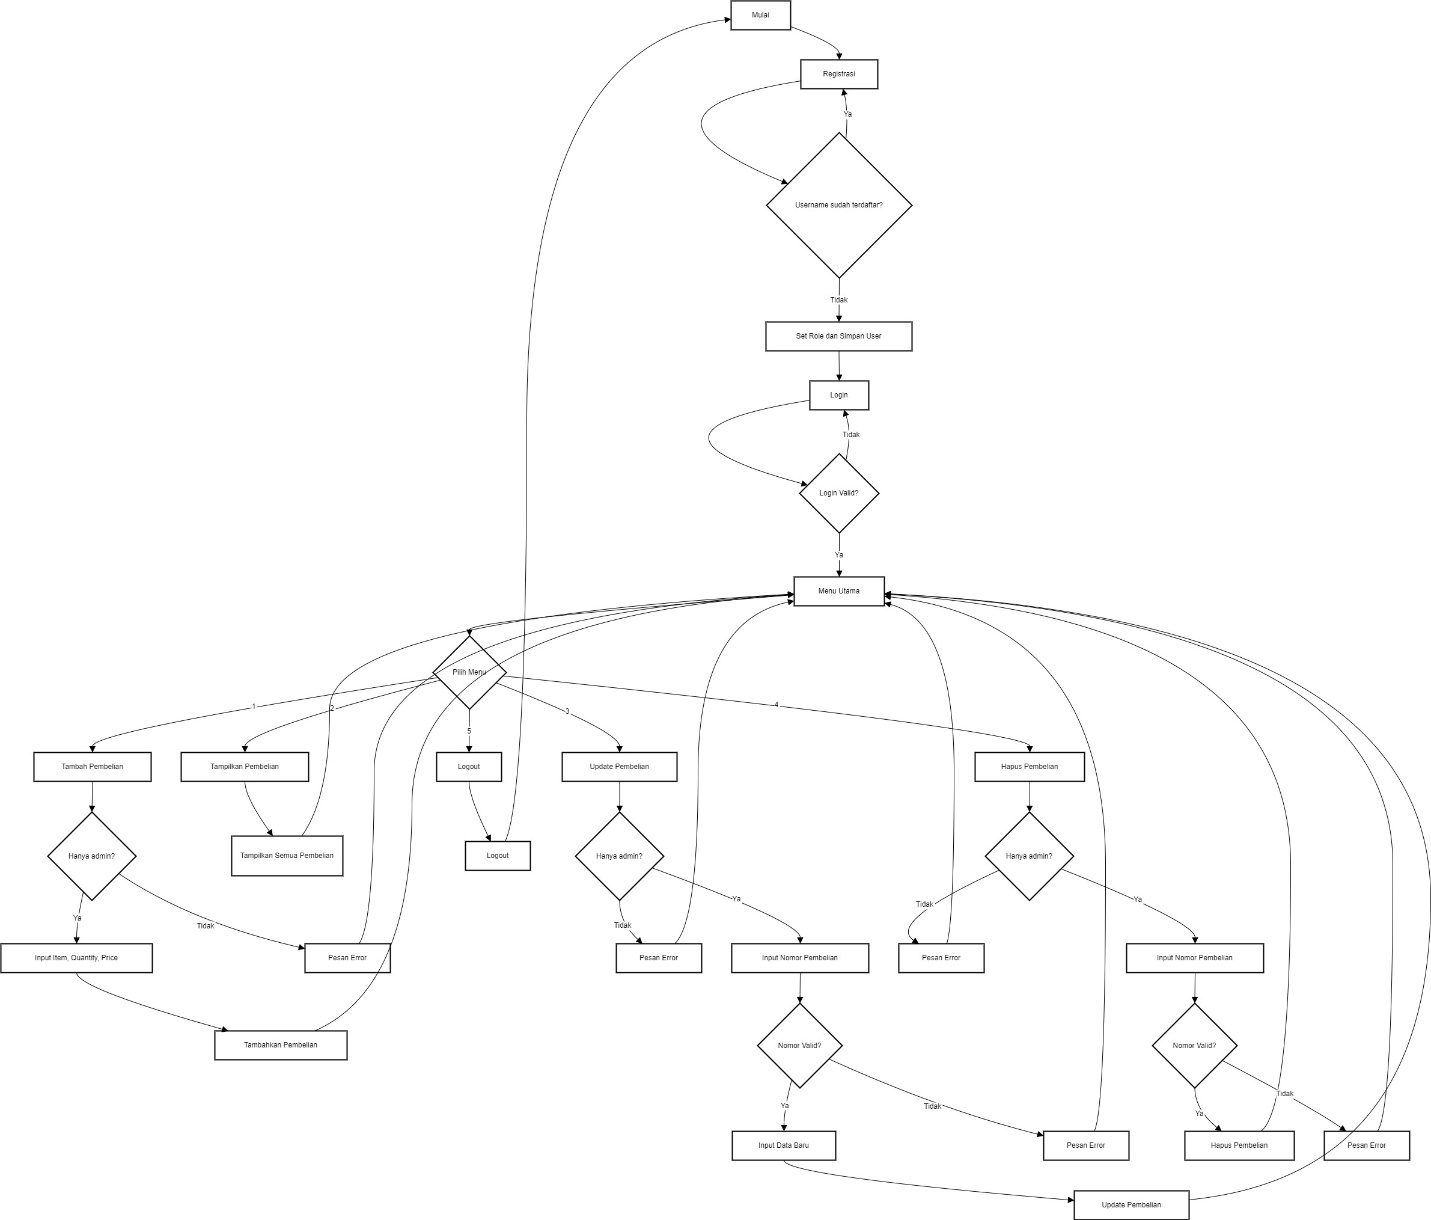 Mulai
Registrasi
Ya
Username sudah terdaftar?
Tidak
Set Role dan Simpan User
Login
Tidak
Login Valid?
Ya
Menu Utama
Pilih Menu
1
2
5
3
4
Tambah Pembelian
Tampilkan Pembelian
Logout
Update Pembelian
Hapus Pembelian
Hanya admin?
Tampilkan Semua Pembelian
Logout
Hanya admin?
Hanya admin?
Ya
Tidak
Tidak
Ya
Tidak
Ya
Input Item, Quantity, Price
Pesan Error
Pesan Error
Input Nomor Pembelian
Pesan Error
Input Nomor Pembelian
Tambahkan Pembelian
Nomor Valid?
Nomor Valid?
Ya
Tidak
Ya
Tidak
Input Data Baru
Pesan Error
Hapus Pembelian
Pesan Error
Update Pembelian